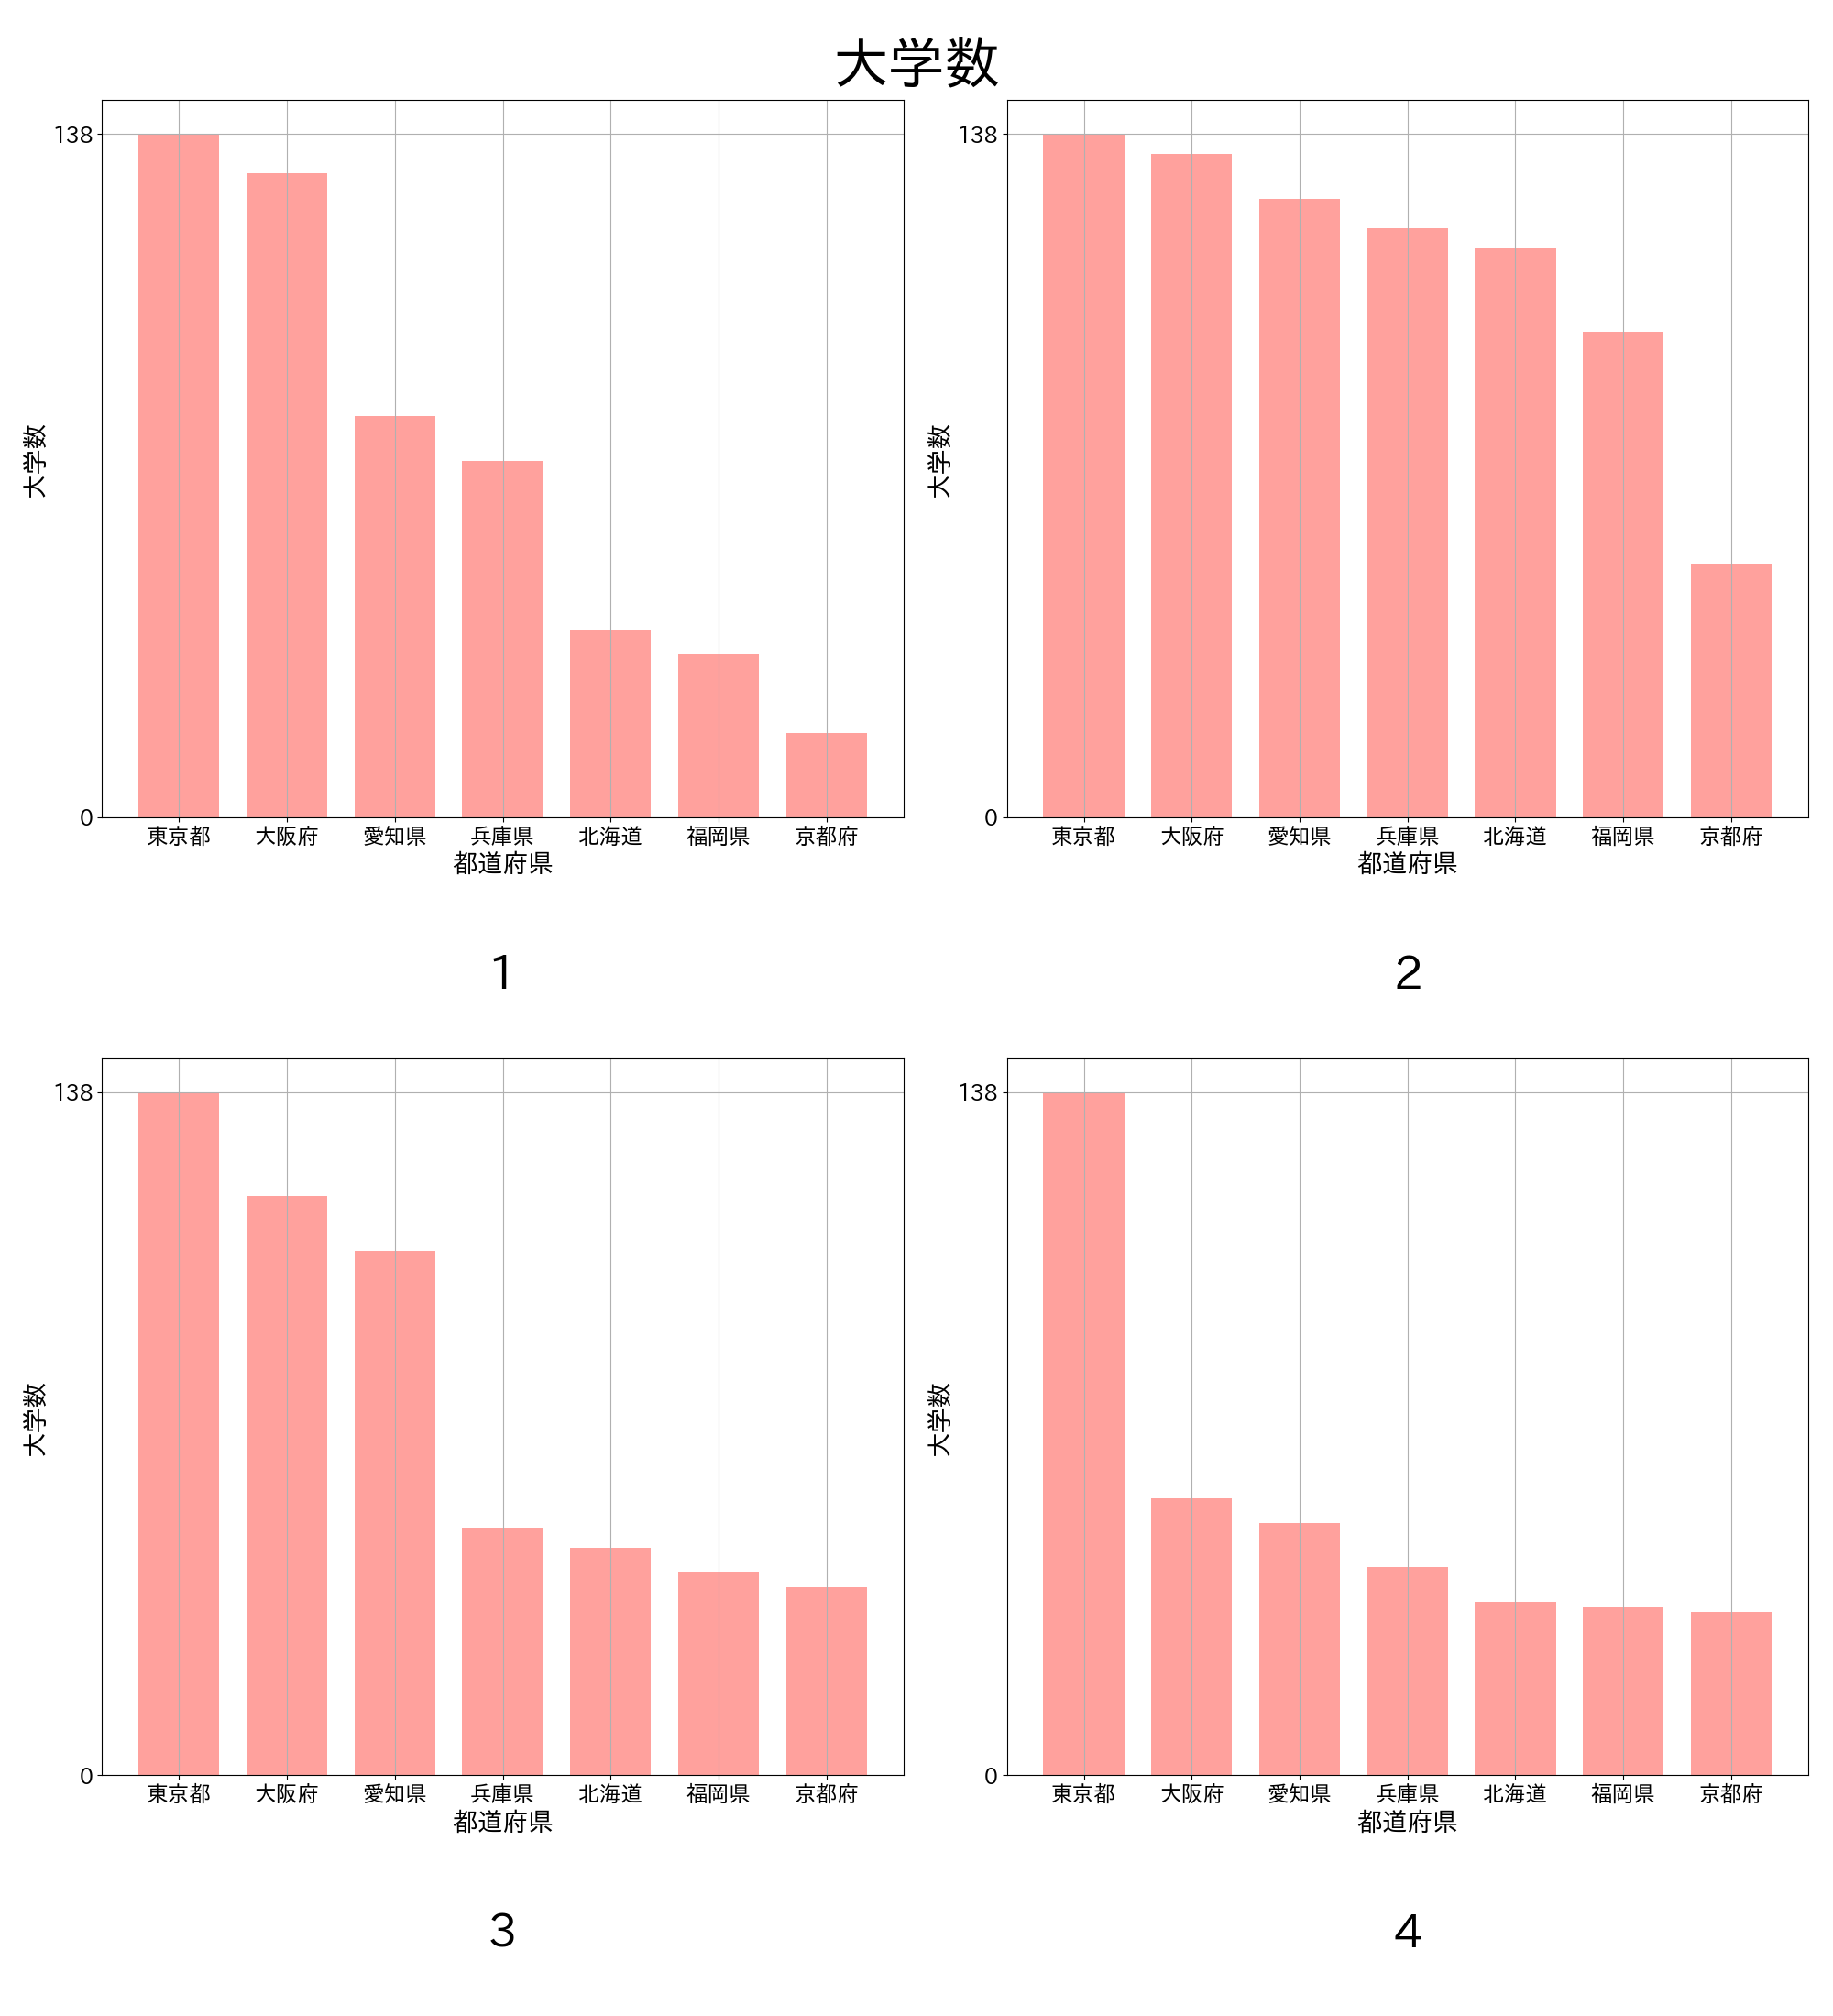 大学数
138
0
大学数
東京都 大阪府 愛知県 兵庫県 北海道 福岡県 京都府
都道府県
1
138
0
大学数
東京都 大阪府 愛知県 兵庫県 北海道 福岡県 京都府
都道府県
2
138
0
大学数
東京都 大阪府 愛知県 兵庫県 北海道 福岡県 京都府
都道府県
3
138
0
大学数
東京都 大阪府 愛知県 兵庫県 北海道 福岡県 京都府
都道府県
4